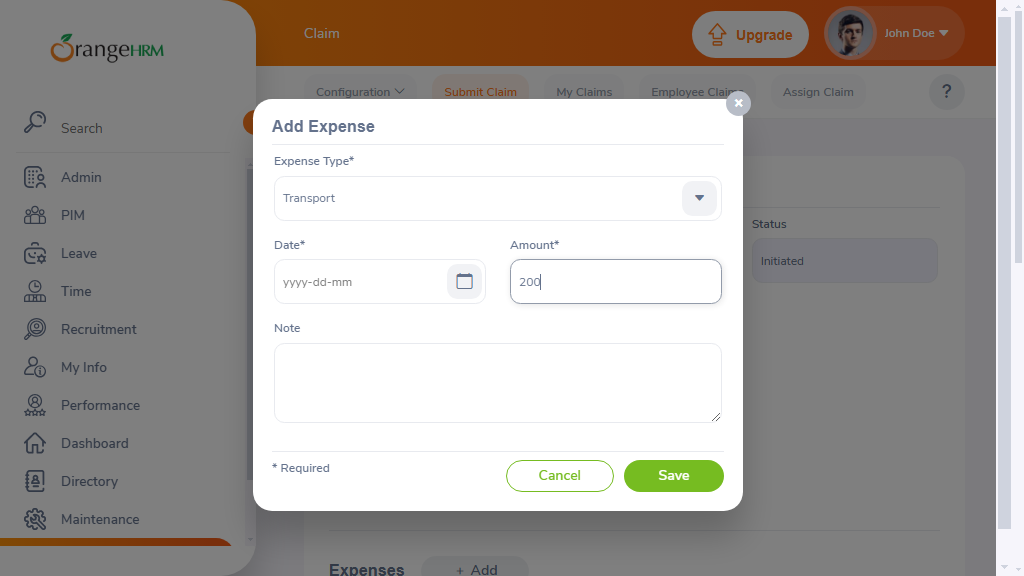 OrangeHRM
Claim
Upgrade
John Doe
Configuration
Submit Claim
My Claims
Employee Claims
Assign Claim
?
Search
Admin
PIM
Leave
Time
Recruitment
My Info
Performance
Dashboard
Directory
Maintenance
Add Expense
Expense Type*
Transport
Date*
Amount*
yyyy-dd-mm
200
Note
* Required
Cancel
Save
Status
Initiated
Expenses
+ Add